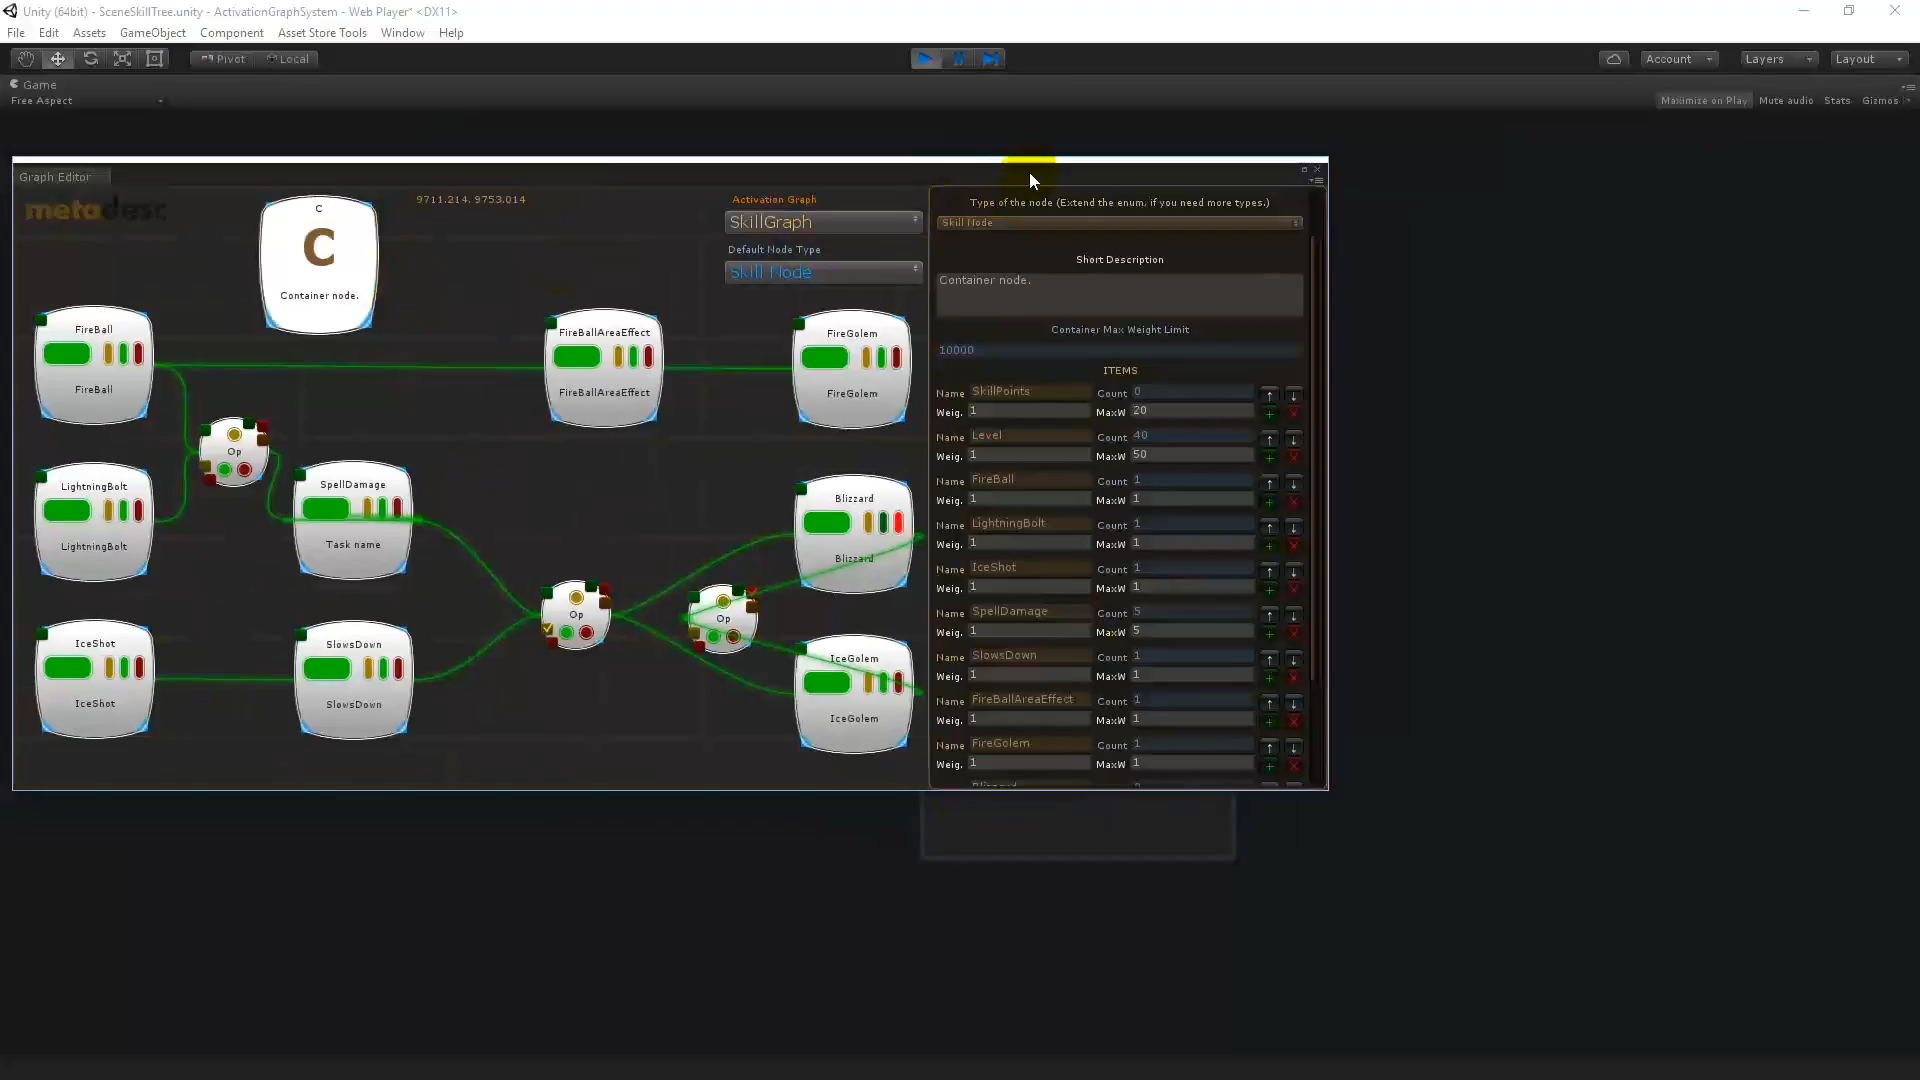 Unity (64bit) - SceneSkillTree.unity - ActivationGraphSystem - Web Player* <DX11>
File Edit Assets GameObject Component Asset Store Tools Window Help
Pivot Local Account Layers Layout
Game
Free Aspect Maximize on Play Mute audio Stats Gizmos
Graph Editor
metadesc
9711.214. 9753.014
Activation Graph
SkillGraph
Default Node Type
Skill Node
C
C
Container node.
FireBall
FireBall
FireBallAreaEffect
FireBallAreaEffect
FireGolem
FireGolem
Op
LightningBolt
LightningBolt
SpellDamage
Task name
Blizzard
Blizzard
Op
Op
IceShot
IceShot
SlowsDown
SlowsDown
IceGolem
IceGolem
Type of the node (Extend the enum, if you need more types.)
Skill Node
Short Description
Container node.
Container Max Weight Limit
10000
ITEMS
Name SkillPoints Count 0
Weig. 1 MaxW 20
Name Level Count 40
Weig. 1 MaxW 50
Name FireBall Count 1
Weig. 1 MaxW 1
Name LightningBolt Count 1
Weig. 1 MaxW 1
Name IceShot Count 1
Weig. 1 MaxW 1
Name SpellDamage Count 5
Weig. 1 MaxW 5
Name SlowsDown Count 1
Weig. 1 MaxW 1
Name FireBallAreaEffect Count 1
Weig. 1 MaxW 1
Name FireGolem Count 1
Weig. 1 MaxW 1